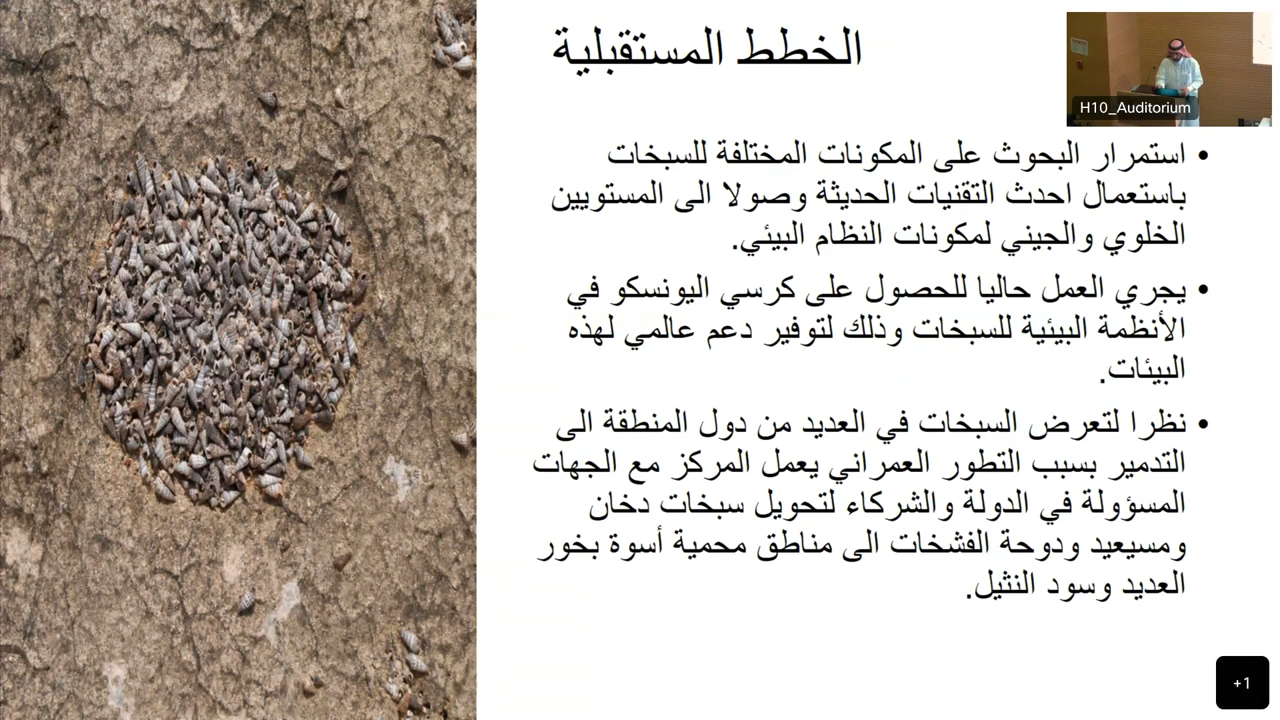 الخطط المستقبلية
H10_Auditorium
• استمرار البحوث على المكونات المختلفة للسبخات
باستعمال احدث التقنيات الحديثة وصولا الى المستويين
الخلوي والجيني لمكونات النظام البيئي.
• يجري العمل حاليا للحصول على كرسي اليونسكو في
الأنظمة البيئية للسبخات وذلك لتوفير دعم عالمي لهذه
البيئات.
• نظرا لتعرض السبخات في العديد من دول المنطقة الى
التدمير بسبب التطور العمراني يعمل المركز مع الجهات
المسؤولة في الدولة والشركاء لتحويل سبخات دخان
ومسيعيد ودوحة الفشخات الى مناطق محمية أسوة بخور
العديد وسود النثيل.
+1